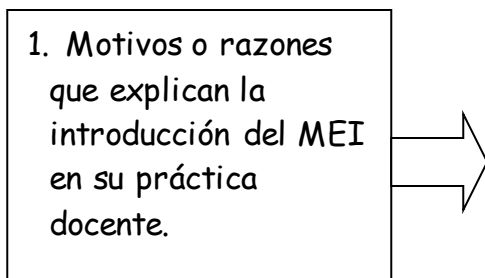 1. Motivos o razones
que explican la
introducción del MEI
en su práctica
docente.